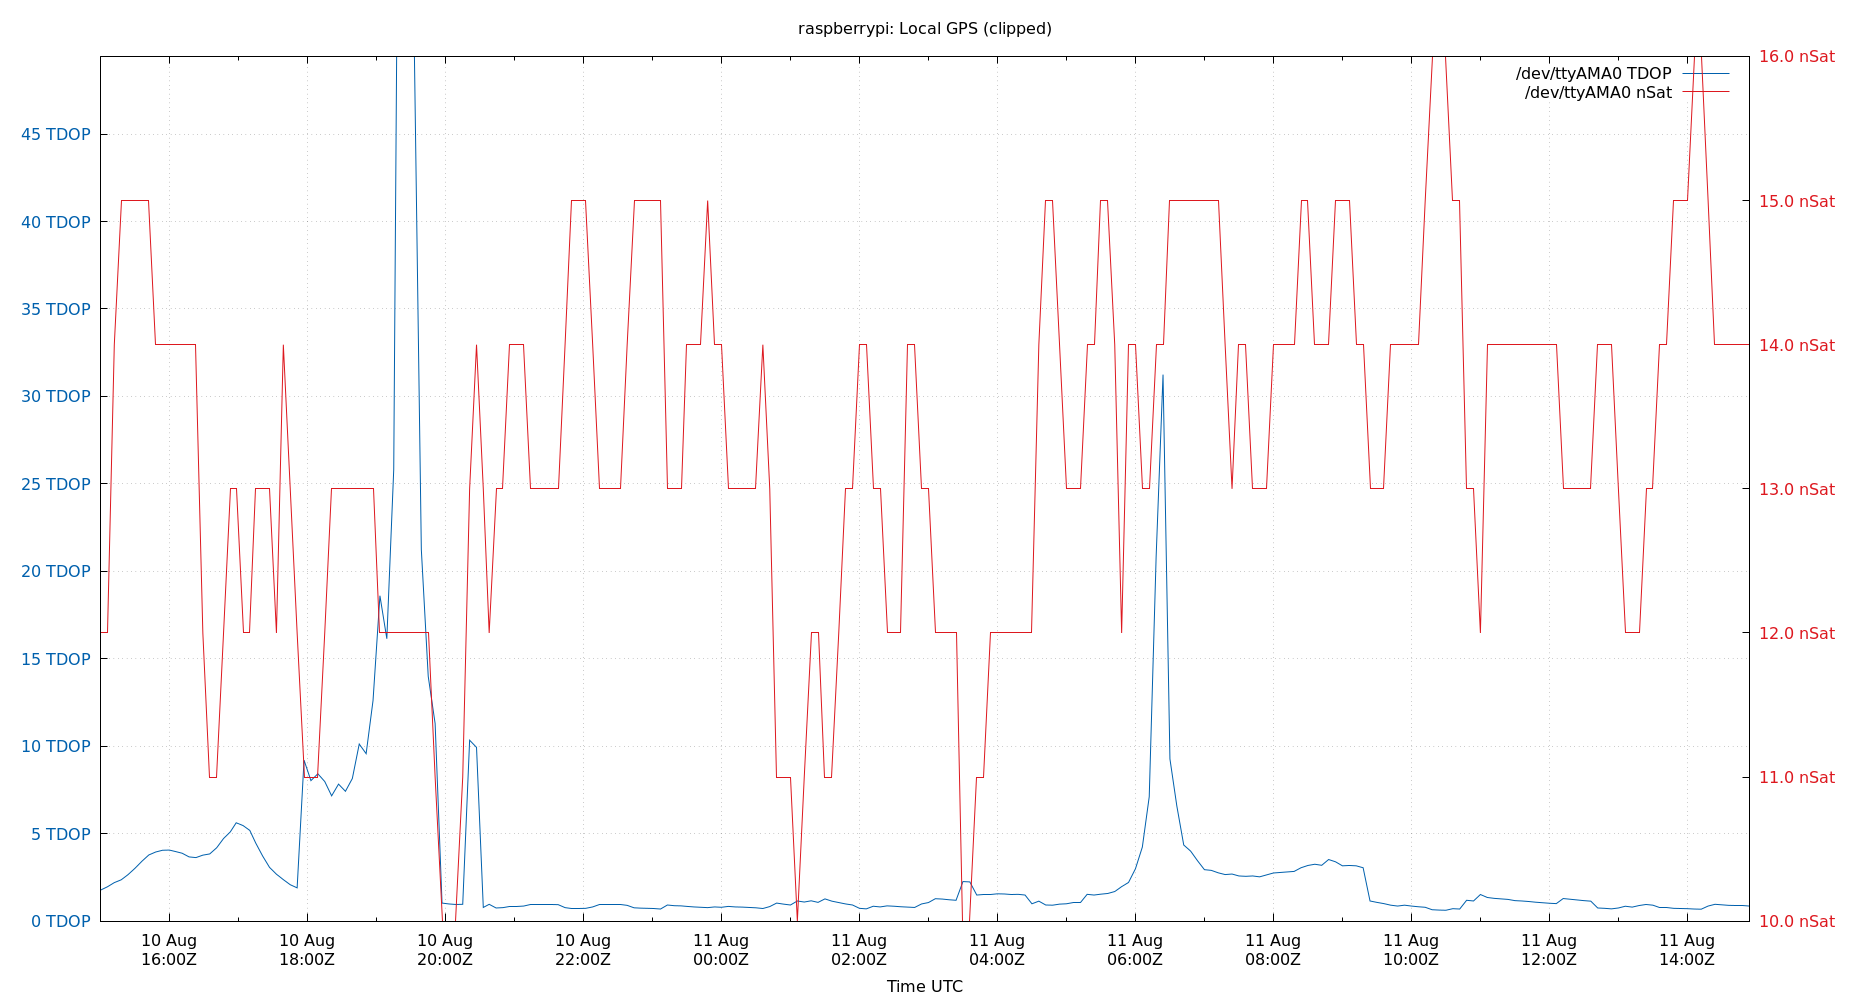 raspberrypi: Local GPS (clipped)
16.0 nSat
/dev/ttyAMA0 TDOP
/dev/ttyAMA0 nSat
45 TDOP
40 TDOP
15.0 nSat
35 TDOP
14.0 nSat
30 TDOP
25 TDOP
13.0 nSat
20 TDOP
12.0 nSat
15 TDOP
11.0 nSat
10 TDOP
5 TDOP
0 TDOP
10.0 nSat
10 Aug 10 Aug 10 Aug 10 Aug 11 Aug 11 Aug 11 Aug 11 Aug 11 Aug 11 Aug 11 Aug 11 Aug
16:00Z 18:00Z 20:00Z 22:00Z 00:00Z 02:00Z 04:00Z 06:00Z 08:00Z 10:00Z 12:00Z 14:00Z
Time UTC